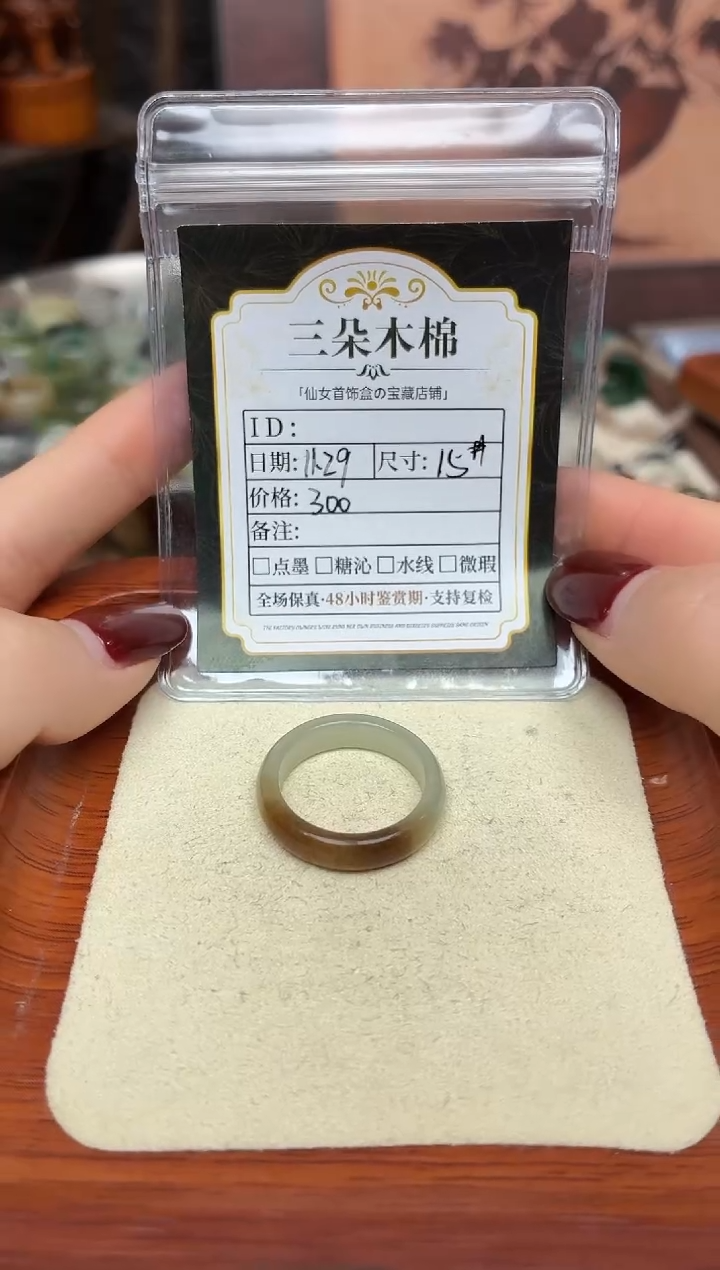 三朵木棉
「仙女首饰盒の宝藏店铺」
ID:
日期: 11.29 尺寸: 15#
价格: 300
备注:
□点墨 □糖沁 □水线 □微瑕
全场保真·48小时鉴赏期·支持复检